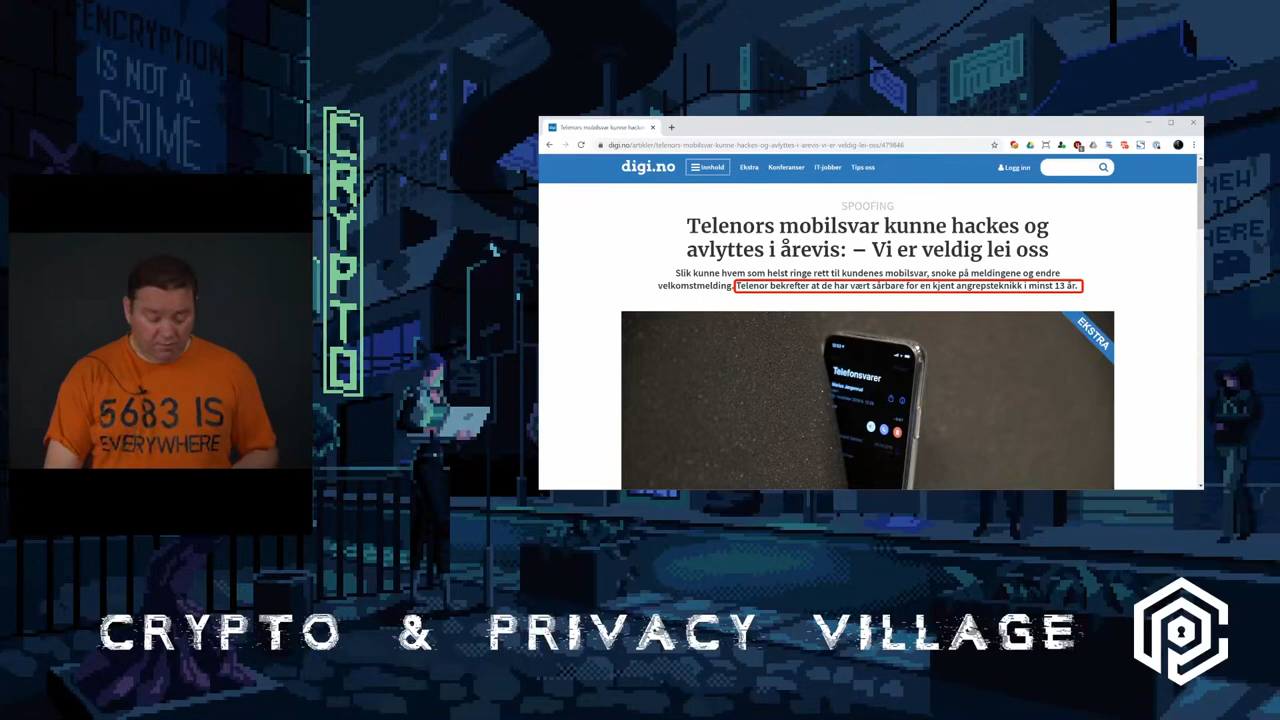 ENCRYPTION
IS NOT A
CRIME
CRYPTO
5683 IS
EVERYWHERE
Telenors mobilsvar kunne hacke
digi.no/artikler/telenors-mobilsvar-kunne-hackes-og-avlyttes-i-arevis-vi-er-veldig-lei-oss/479846
digi.no
Innhold
Ekstra
Konferanser
IT-jobber
Tips oss
Logg inn
SPOOFING
Telenors mobilsvar kunne hackes og
avlyttes i årevis: – Vi er veldig lei oss
Slik kunne hvem som helst ringe rett til kundenes mobilsvar, snoke på meldingene og endre
velkomstmelding. Telenor bekrefter at de har vært sårbare for en kjent angrepsteknikk i minst 13 år.
EKSTRA
Telefonsvarer
NEW
TO
HERE
CRYPTO & PRIVACY VILLAGE